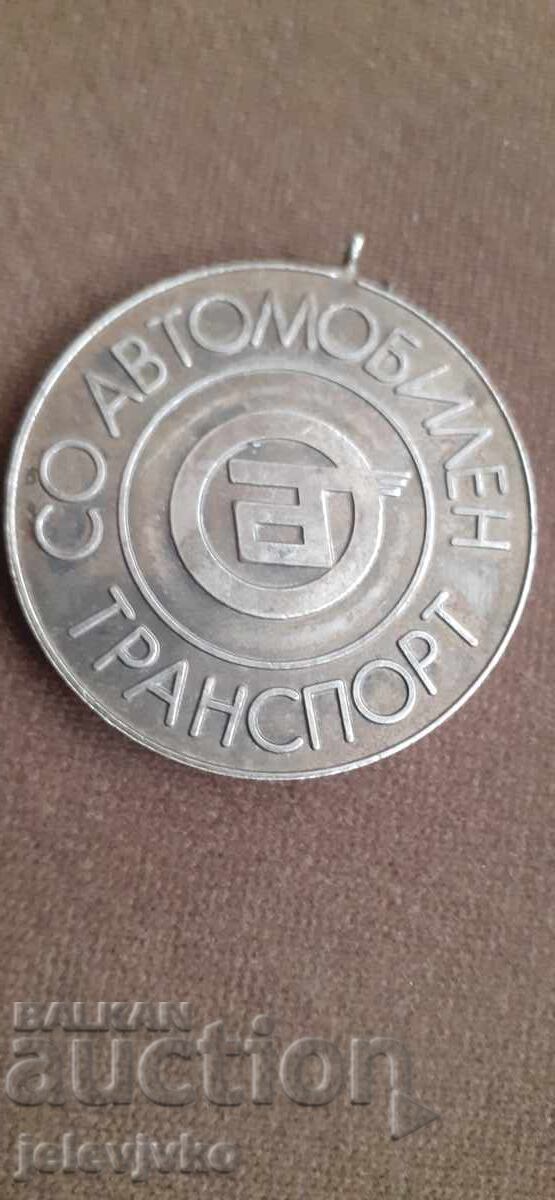 СО АВТОМОБИЛЕН
ТРАНСПОРТ
BALKAN
auction
jelevjvko